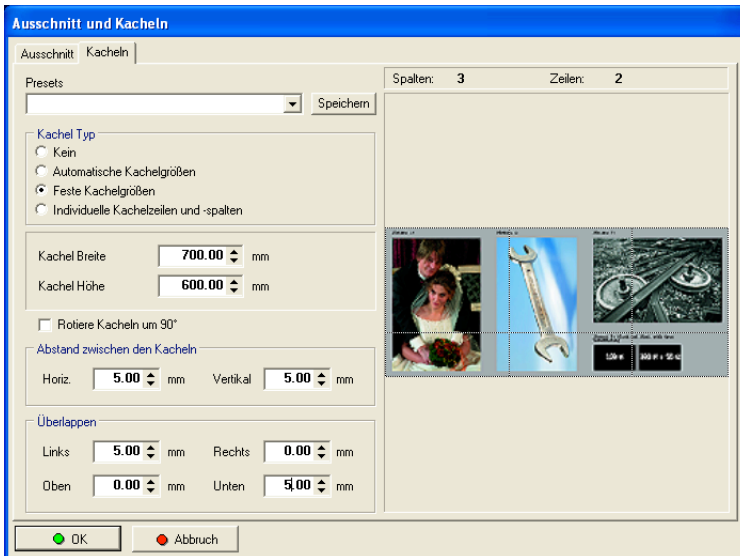 Ausschnitt und Kacheln
Ausschnitt Kacheln
Presets
Speichern
Kachel Typ
Kein
Automatische Kachelgrößen
Feste Kachelgrößen
Individuelle Kachelzeilen und -spalten
Kachel Breite 700.00 mm
Kachel Höhe 600.00 mm
Rotiere Kacheln um 90°
Abstand zwischen den Kacheln
Horiz. 5.00 mm Vertikal 5.00 mm
Überlappen
Links 5.00 mm Rechts 0.00 mm
Oben 0.00 mm Unten 5.00 mm
OK Abbruch
Spalten: 3 Zeilen: 2